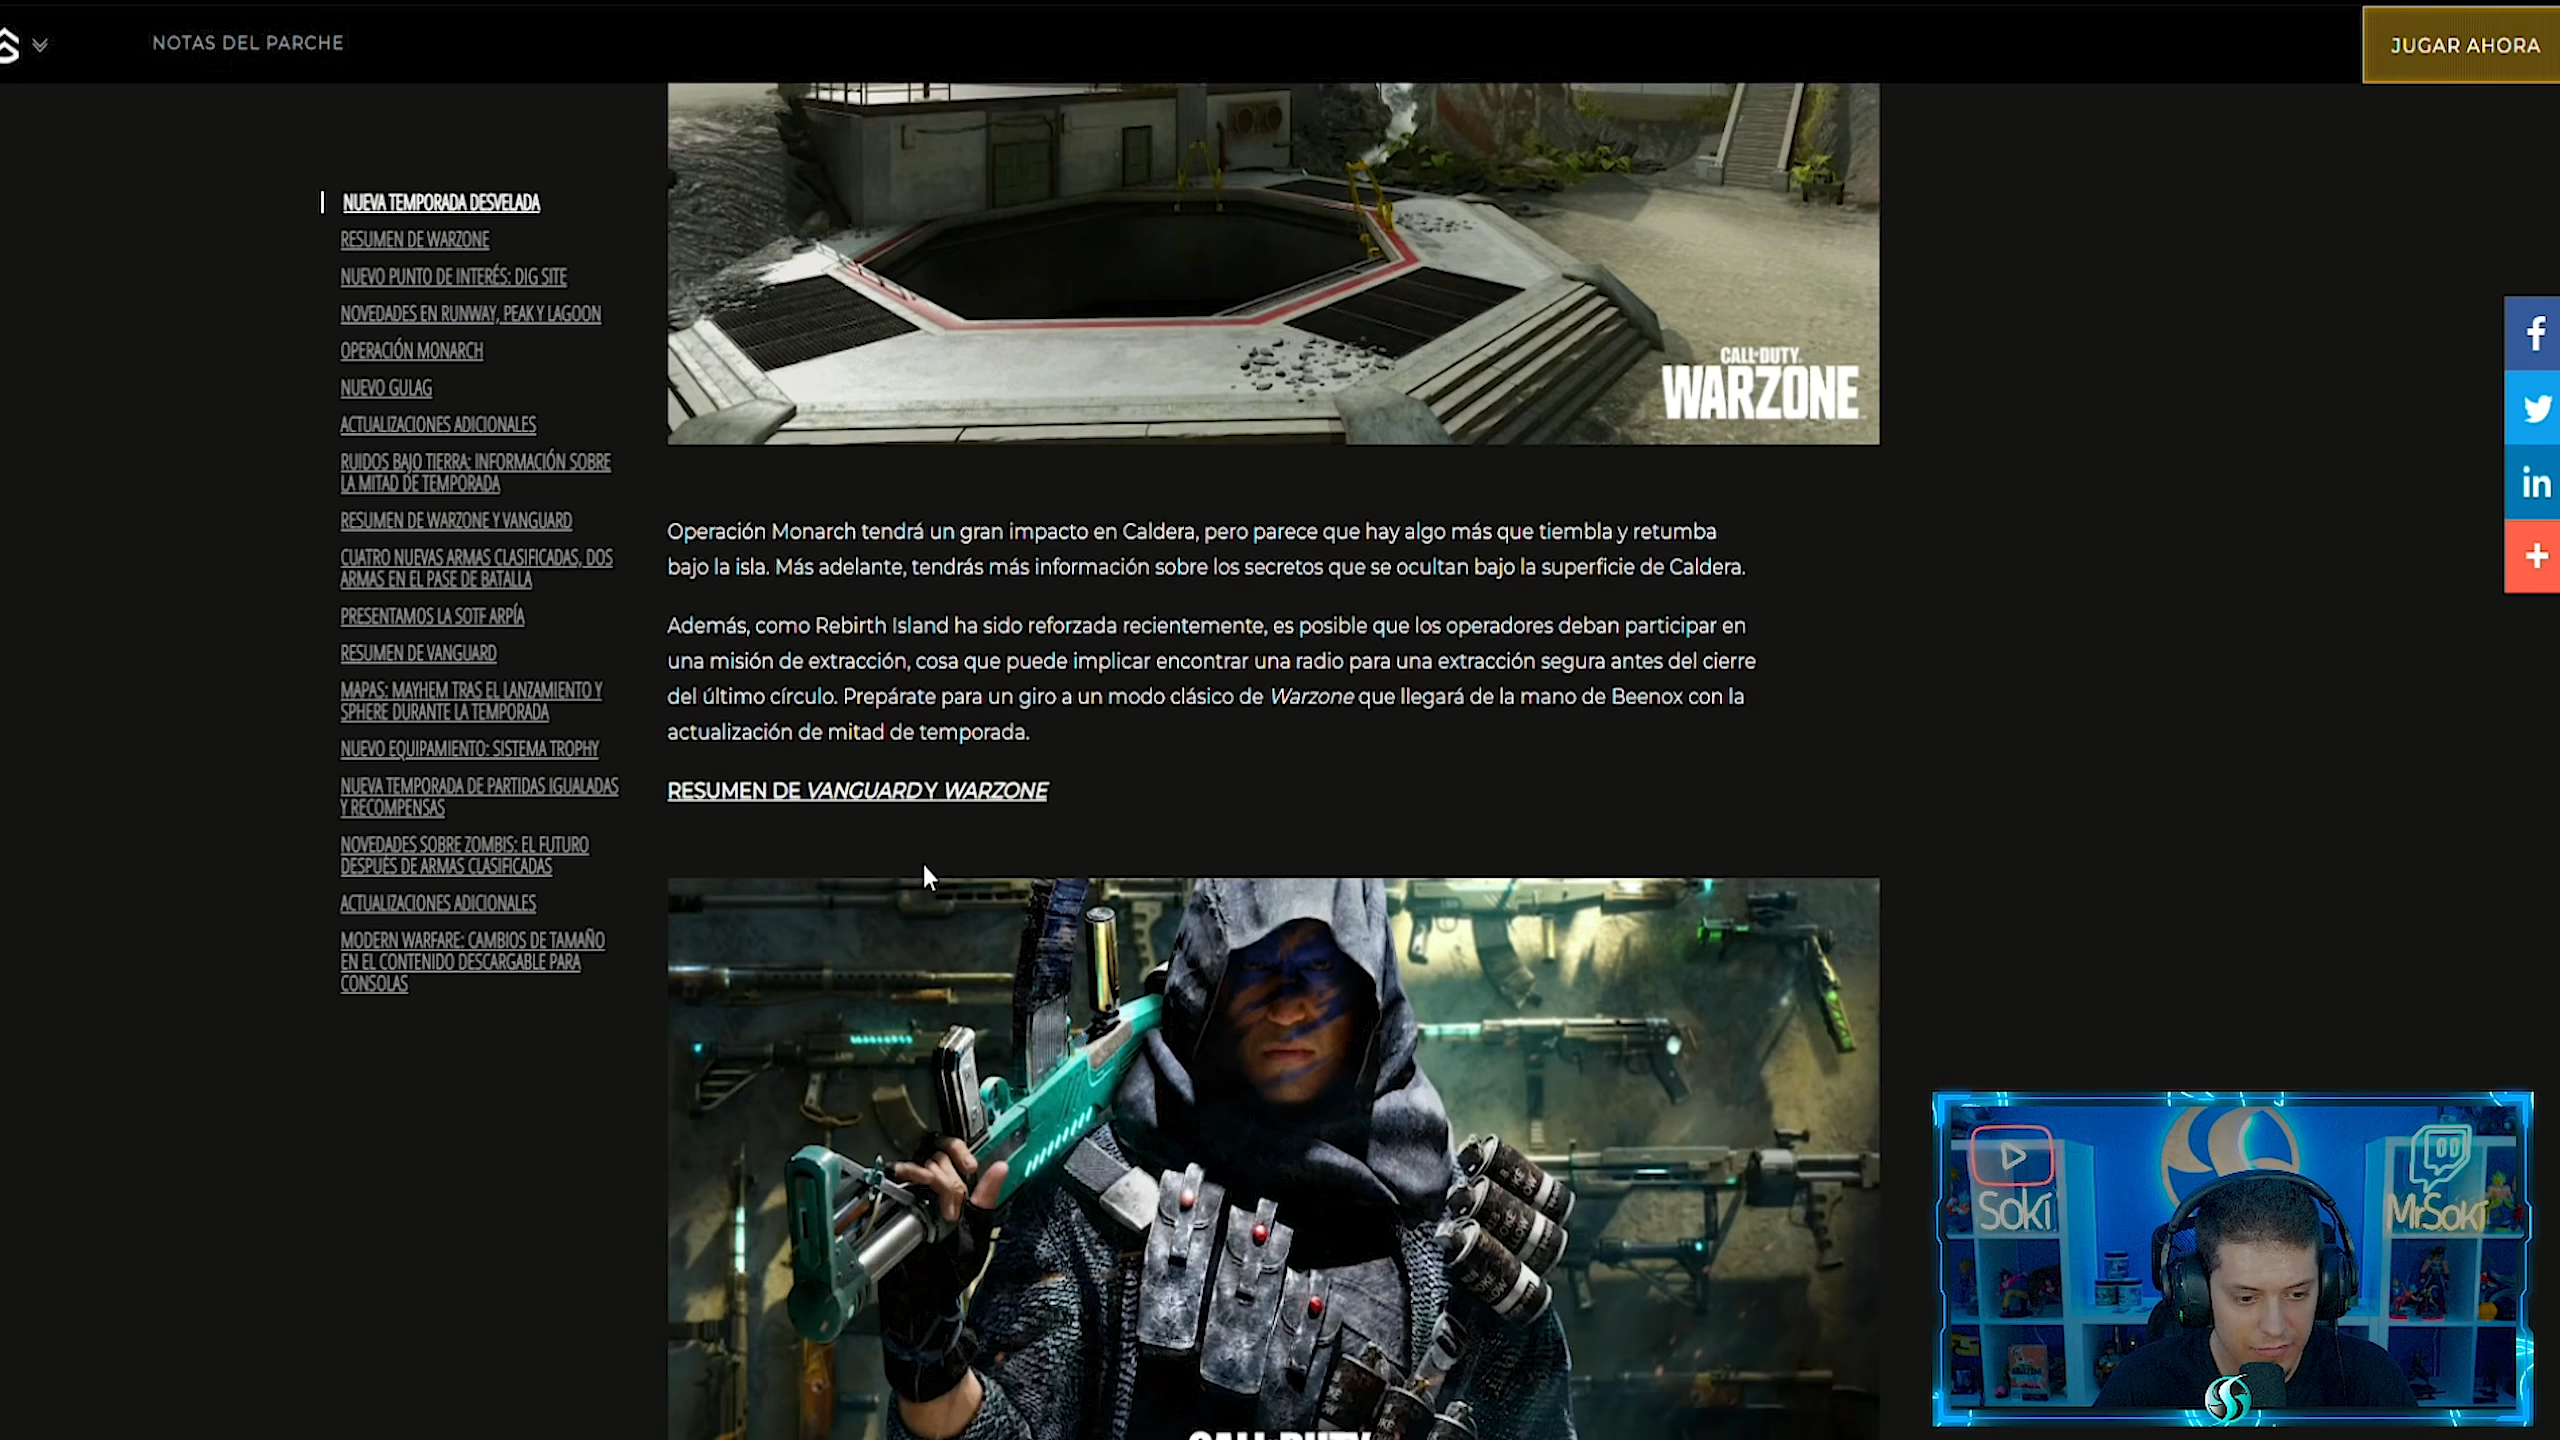 NOTAS DEL PARCHE
JUGAR AHORA
NUEVA TEMPORADA DESVELADA
RESUMEN DE WARZONE
NUEVO PUNTO DE INTERÉS: DIG SITE
NOVEDADES EN RUNWAY, PEAK Y LAGOON
OPERACIÓN MONARCH
NUEVO GULAG
ACTUALIZACIONES ADICIONALES
RUIDOS BAJO TIERRA: INFORMACIÓN SOBRE
LA MITAD DE TEMPORADA
RESUMEN DE WARZONE Y VANGUARD
CUATRO NUEVAS ARMAS CLASIFICADAS, DOS
ARMAS EN EL PASE DE BATALLA
PRESENTAMOS LA SOTF ARPÍA
RESUMEN DE VANGUARD
MAPAS: MAYHEM TRAS EL LANZAMIENTO Y
SPHERE DURANTE LA TEMPORADA
NUEVO EQUIPAMIENTO: SISTEMA TROPHY
NUEVA TEMPORADA DE PARTIDAS IGUALADAS
Y RECOMPENSAS
NOVEDADES SOBRE ZOMBIS: EL FUTURO
DESPUÉS DE ARMAS CLASIFICADAS
ACTUALIZACIONES ADICIONALES
MODERN WARFARE: CAMBIOS DE TAMAÑO
EN EL CONTENIDO DESCARGABLE PARA
CONSOLAS
CALL OF DUTY
WARZONE
Operación Monarch tendrá un gran impacto en Caldera, pero parece que hay algo más que tiembla y retumba
bajo la isla. Más adelante, tendrás más información sobre los secretos que se ocultan bajo la superficie de Caldera.
Además, como Rebirth Island ha sido reforzada recientemente, es posible que los operadores deban participar en
una misión de extracción, cosa que puede implicar encontrar una radio para una extracción segura antes del cierre
del último círculo. Prepárate para un giro a un modo clásico de Warzone que llegará de la mano de Beenox con la
actualización de mitad de temporada.
RESUMEN DE VANGUARD Y WARZONE
CALL OF DUTY
f
in
+
Soki
MrSoki